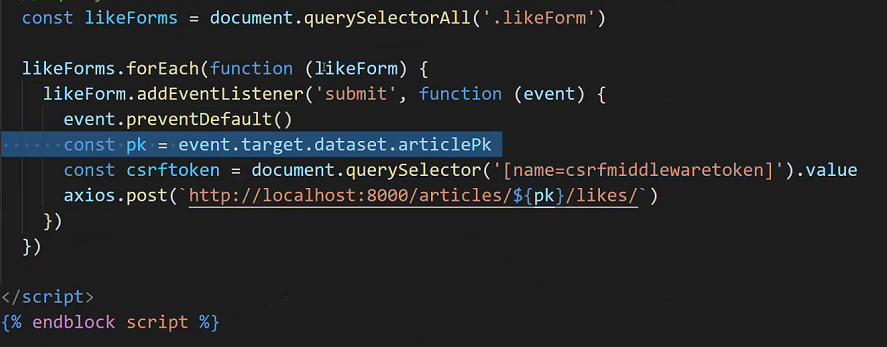 const likeForms = document.querySelectorAll('.likeForm')
likeForms.forEach(function (likeForm) {
likeForm.addEventListener('submit', function (event) {
event.preventDefault()
const pk = event.target.dataset.articlePk
const csrftoken = document.querySelector('[name=csrfmiddlewaretoken]').value
axios.post(`http://localhost:8000/articles/${pk}/likes/`)
})
})
</script>
{% endblock script %}